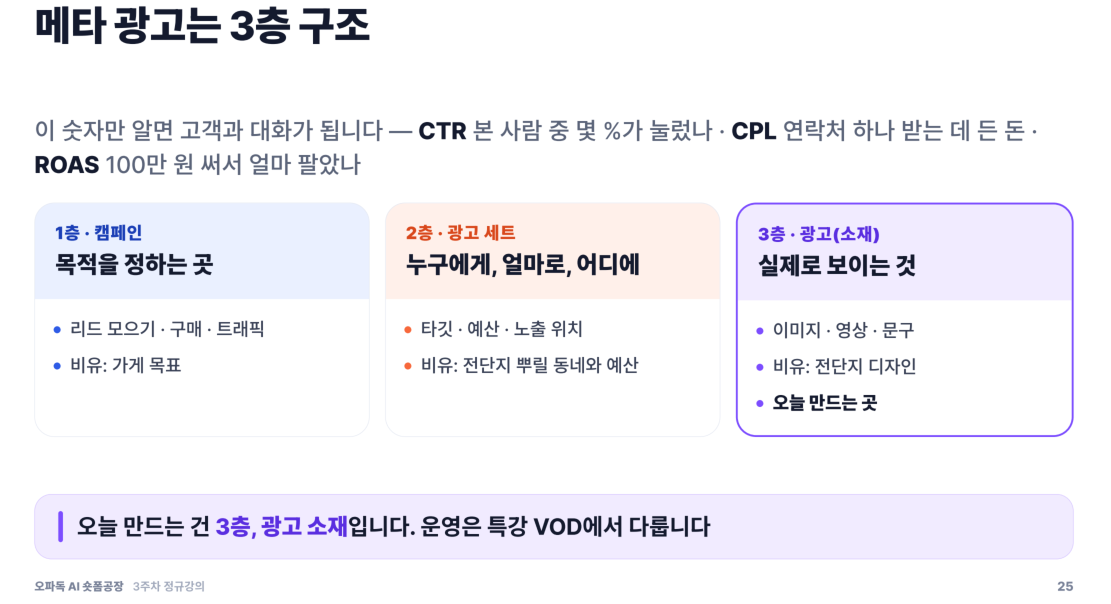 메타 광고는 3층 구조
이 숫자만 알면 고객과 대화가 됩니다 — CTR 본 사람 중 몇 %가 눌렀나 · CPL 연락처 하나 받는 데 든 돈 ·
ROAS 100만 원 써서 얼마 팔았나
1층 · 캠페인
목적을 정하는 곳
• 리드 모으기 · 구매 · 트래픽
• 비유: 가게 목표
2층 · 광고 세트
누구에게, 얼마로, 어디에
• 타깃 · 예산 · 노출 위치
• 비유: 전단지 뿌릴 동네와 예산
3층 · 광고(소재)
실제로 보이는 것
• 이미지 · 영상 · 문구
• 비유: 전단지 디자인
• 오늘 만드는 곳
오늘 만드는 건 3층, 광고 소재입니다. 운영은 특강 VOD에서 다룹니다
오파독 AI 숏폼공장 3주차 정규강의
25